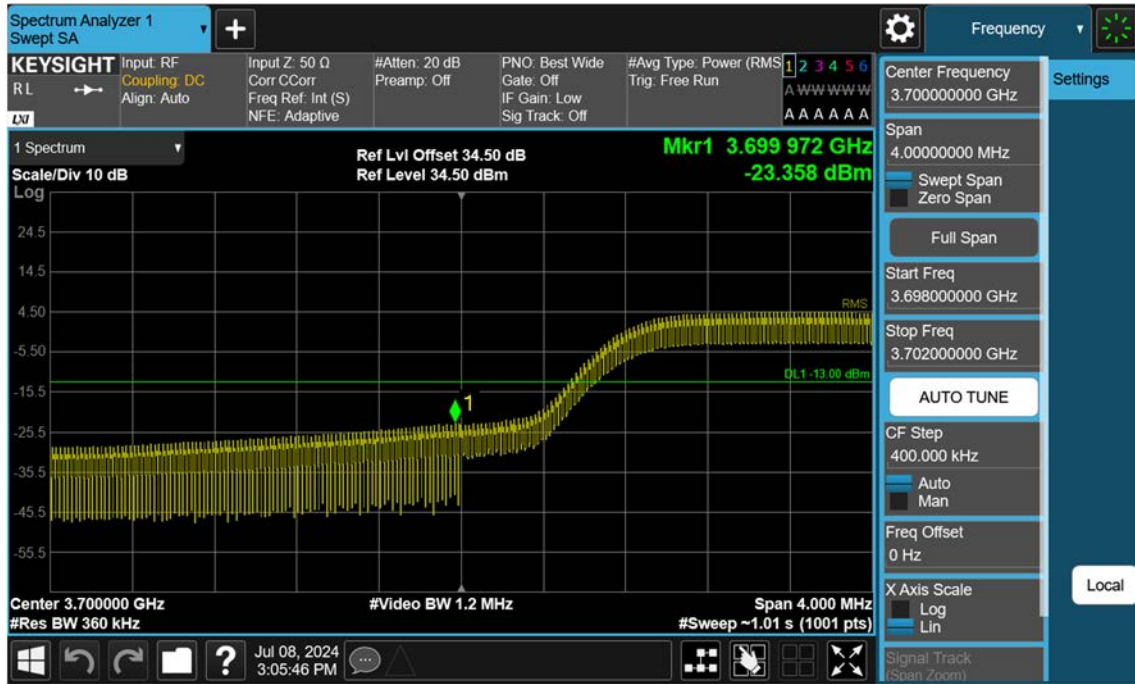 Spectrum Analyzer 1
Swept SA
+
Frequency
KEYSIGHT
RL
LXI
Input: RF
Coupling: DC
Align: Auto
Input Z: 50 Ω
Corr CCorr
Freq Ref: Int (S)
NFE: Adaptive
#Atten: 20 dB
Preamp: Off
PNO: Best Wide
Gate: Off
IF Gain: Low
Sig Track: Off
#Avg Type: Power (RMS
Trig: Free Run
1 2 3 4 5 6
A W W W W W
A A A A A A
1 Spectrum
Scale/Div 10 dB
Log
Ref Lvl Offset 34.50 dB
Ref Level 34.50 dBm
Mkr1 3.699 972 GHz
-23.358 dBm
24.5
14.5
4.50
-5.50
-15.5
-25.5
-35.5
-45.5
-55.5
RMS
DL1 -13.00 dBm
1
Center 3.700000 GHz
#Res BW 360 kHz
#Video BW 1.2 MHz
Span 4.000 MHz
#Sweep ~1.01 s (1001 pts)
Center Frequency
3.700000000 GHz
Span
4.00000000 MHz
Swept Span
Zero Span
Full Span
Start Freq
3.698000000 GHz
Stop Freq
3.702000000 GHz
AUTO TUNE
CF Step
400.000 kHz
Auto
Man
Freq Offset
0 Hz
X Axis Scale
Log
Lin
Signal Track
(Span Zoom)
Settings
Local
?
Jul 08, 2024
3:05:46 PM